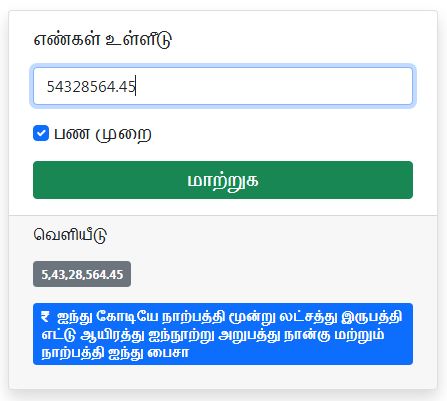 எண்கள் உள்ளீடு
54328564.45
பண முறை
மாற்றுக
வெளியீடு
5,43,28,564.45
₹ ஐந்து கோடியே நாற்பத்தி மூன்று லட்சத்து இருபத்தி
எட்டு ஆயிரத்து ஐந்நூற்று அறுபத்து நான்கு மற்றும்
நாற்பத்தி ஐந்து பைசா